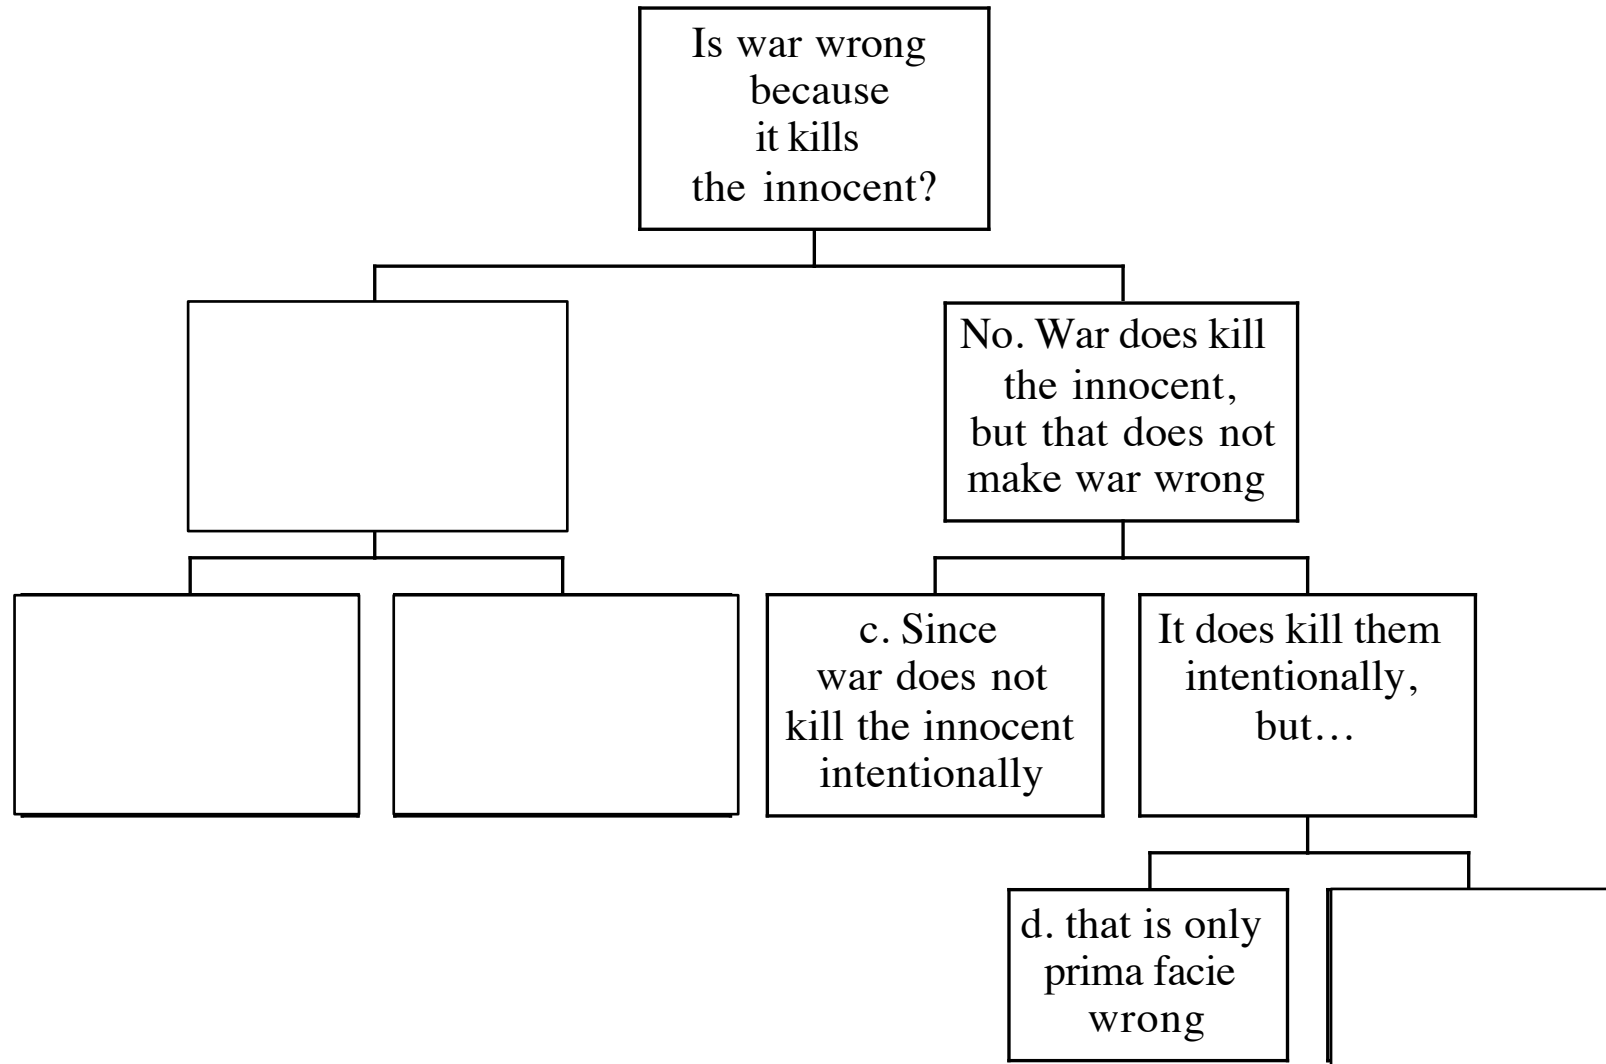 Is war wrong
because
it kills
the innocent?
No. War does kill
the innocent,
but that does not
make war wrong
c. Since
war does not
kill the innocent
intentionally
It does kill them
intentionally,
but…
d. that is only
prima facie
wrong